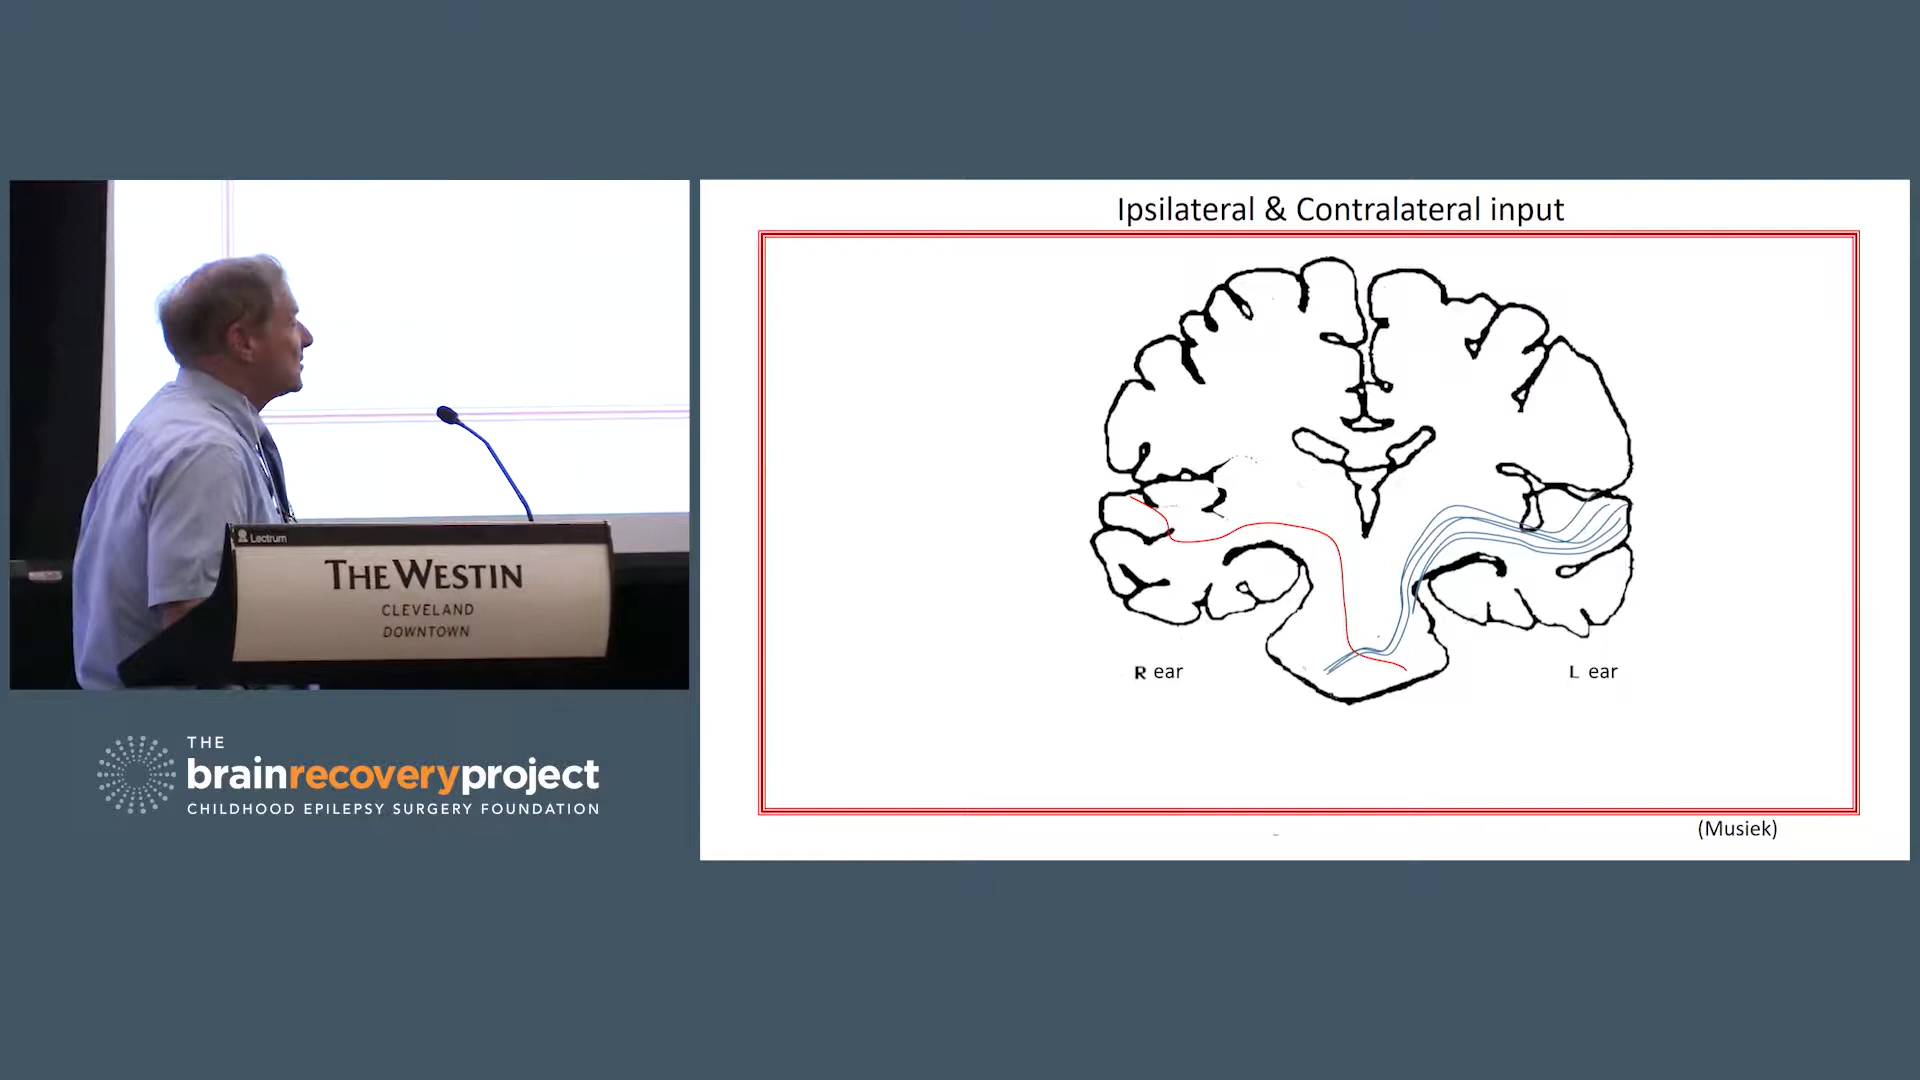 Ipsilateral & Contralateral input
R ear
L ear
(Musiek)
Lectrum
THE WESTIN
CLEVELAND
DOWNTOWN
THE
brainrecoveryproject
CHILDHOOD EPILEPSY SURGERY FOUNDATION